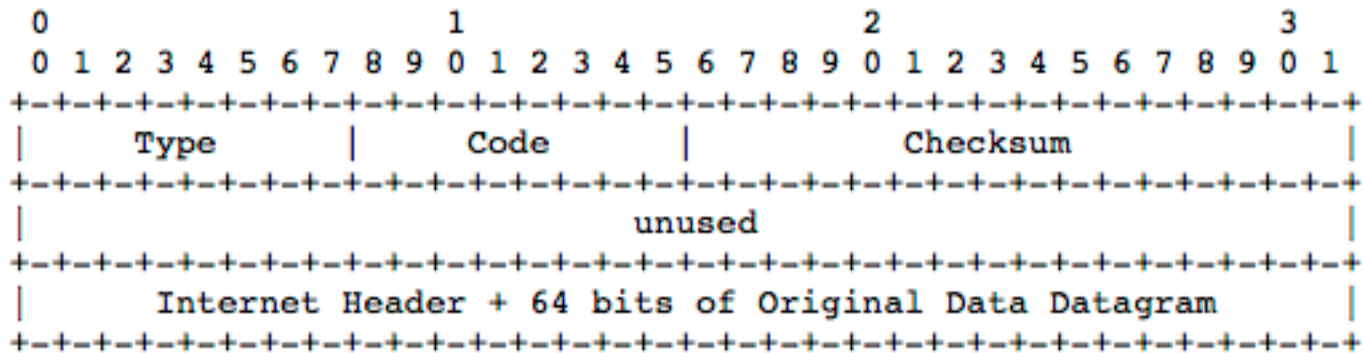 0                   1                   2                   3
 0 1 2 3 4 5 6 7 8 9 0 1 2 3 4 5 6 7 8 9 0 1 2 3 4 5 6 7 8 9 0 1
+-+-+-+-+-+-+-+-+-+-+-+-+-+-+-+-+-+-+-+-+-+-+-+-+-+-+-+-+-+-+-+-+
|     Type      |     Code      |          Checksum             |
+-+-+-+-+-+-+-+-+-+-+-+-+-+-+-+-+-+-+-+-+-+-+-+-+-+-+-+-+-+-+-+-+
|                             unused                            |
+-+-+-+-+-+-+-+-+-+-+-+-+-+-+-+-+-+-+-+-+-+-+-+-+-+-+-+-+-+-+-+-+
|      Internet Header + 64 bits of Original Data Datagram      |
+-+-+-+-+-+-+-+-+-+-+-+-+-+-+-+-+-+-+-+-+-+-+-+-+-+-+-+-+-+-+-+-+